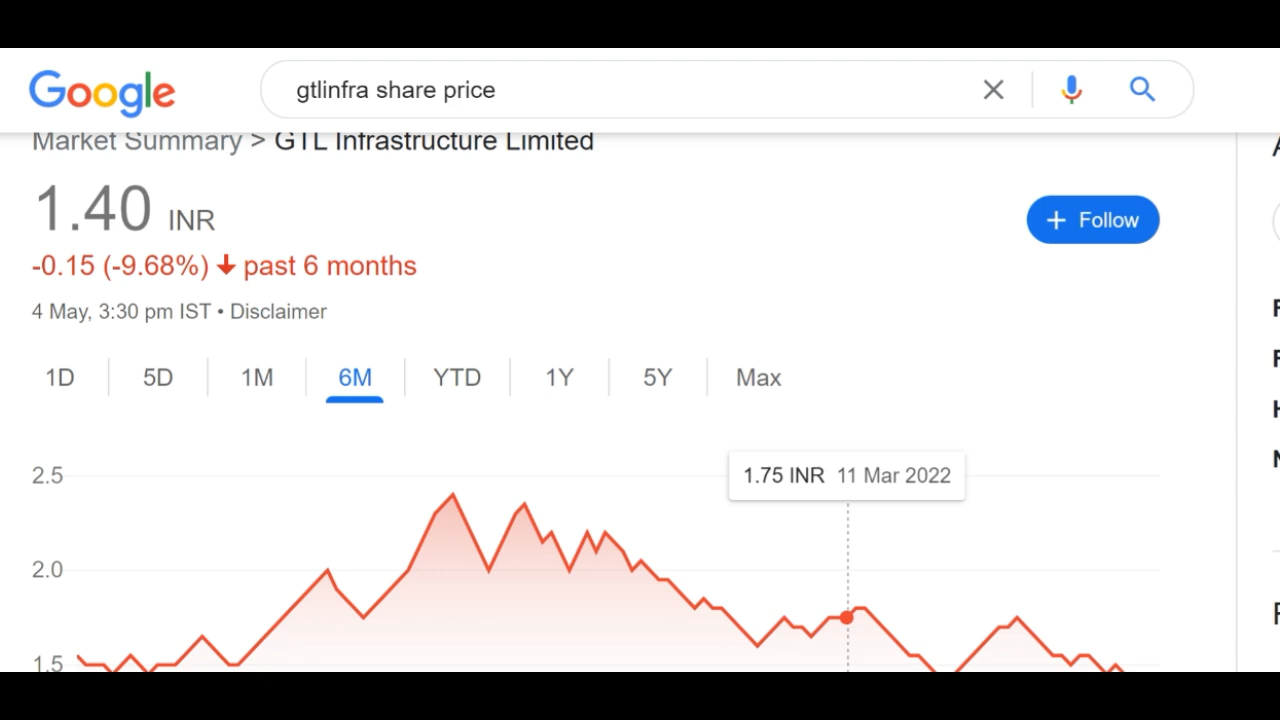 Google
gtlinfra share price
Market Summary > GTL Infrastructure Limited
1.40 INR
+ Follow
-0.15 (-9.68%) ↓ past 6 months
4 May, 3:30 pm IST • Disclaimer
1D 5D 1M 6M YTD 1Y 5Y Max
2.5
1.75 INR 11 Mar 2022
2.0
1.5